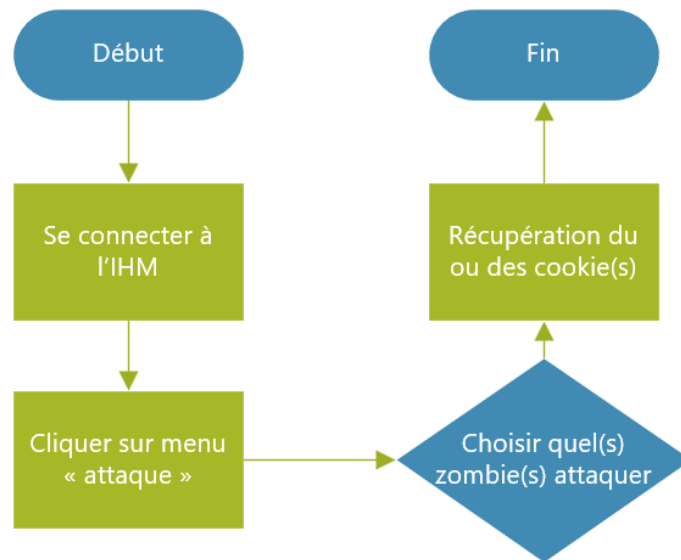 Début
Se connecter à
l’IHM
Cliquer sur menu
« attaque »
Choisir quel(s)
zombie(s) attaquer
Récupération du
ou des cookie(s)
Fin